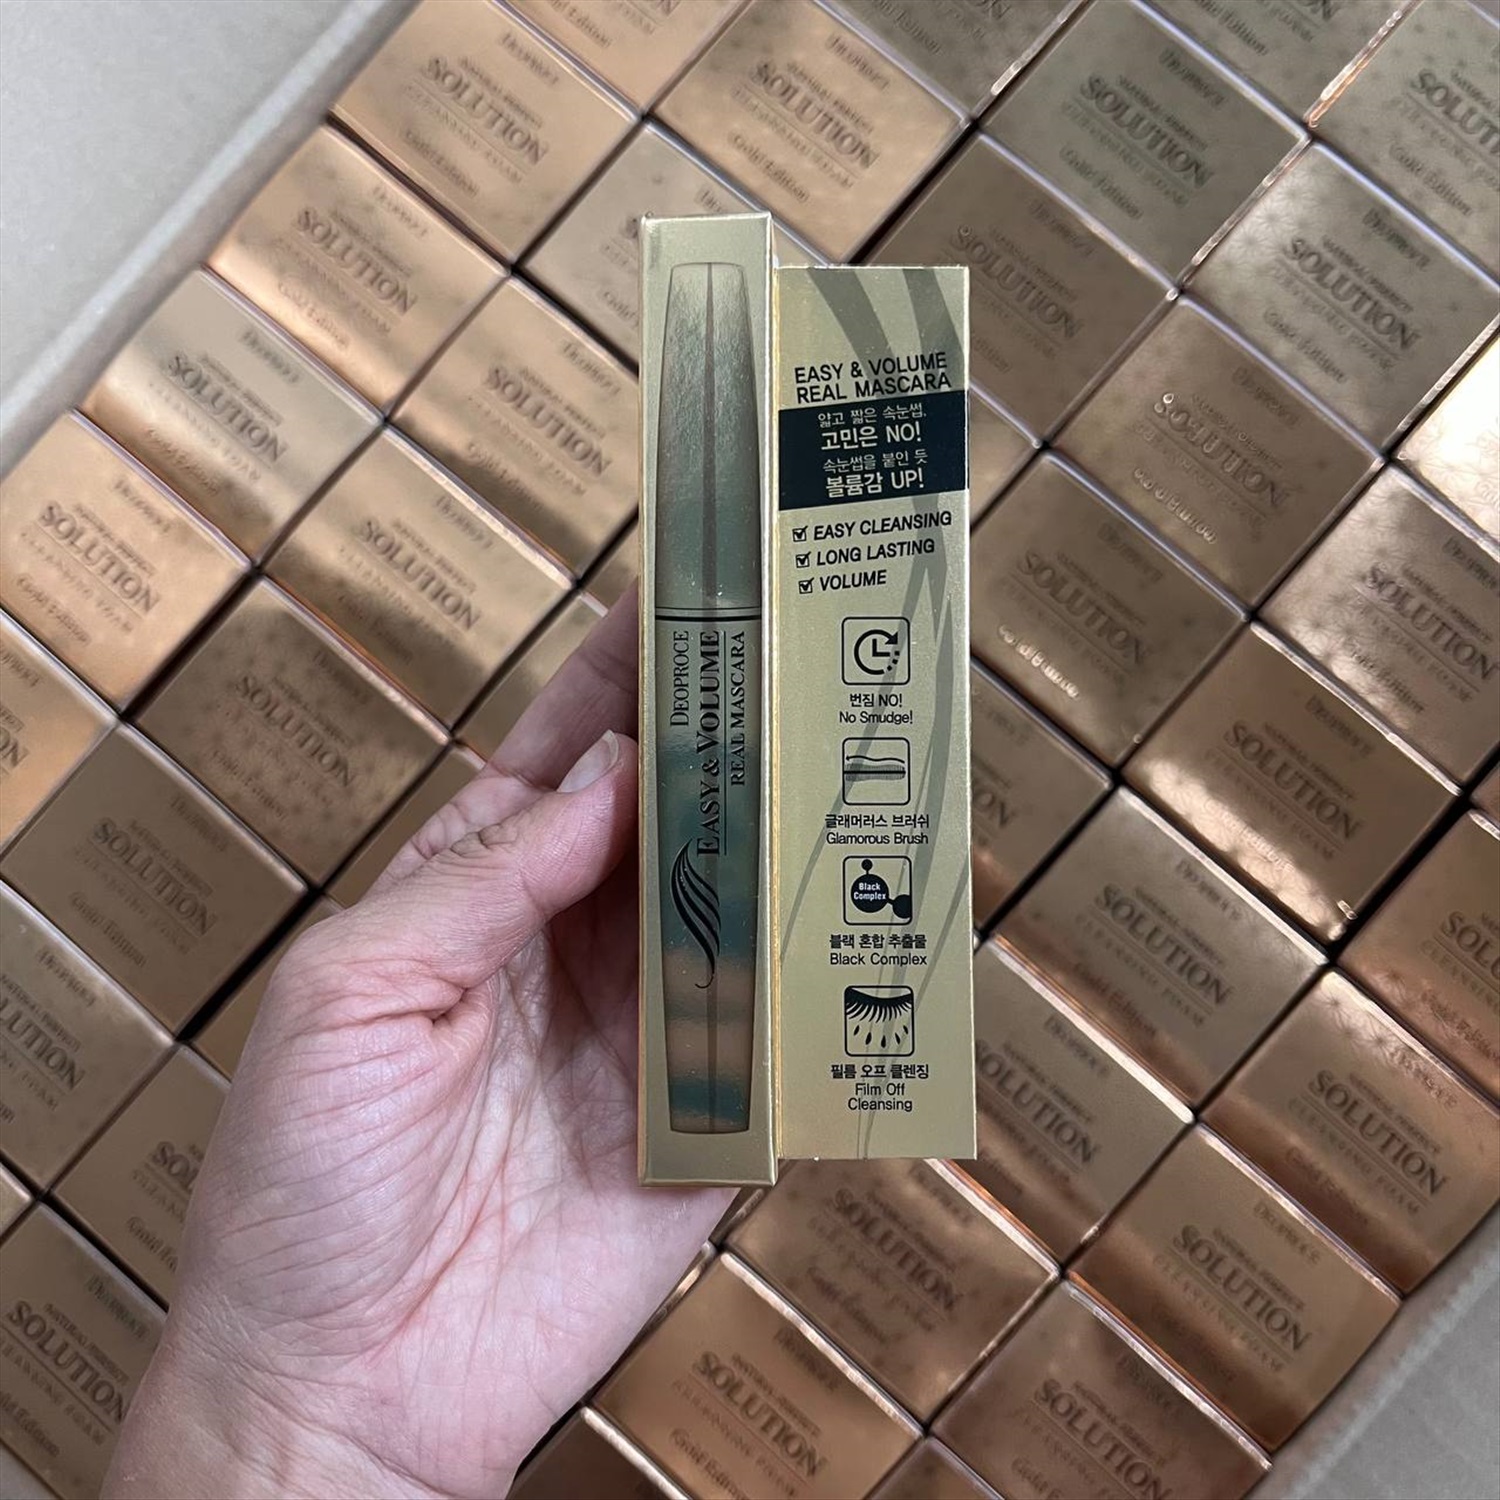 DEOPROCE
EASY & VOLUME
REAL MASCARA
EASY & VOLUME
REAL MASCARA
얇고 짧은 속눈썹,
고민은 NO!
속눈썹을 붙인 듯
볼륨감 UP!
EASY CLEANSING
LONG LASTING
VOLUME
번짐 NO!
No Smudge!
글래머러스 브러쉬
Glamorous Brush
Black
Complex
블랙 혼합 추출물
Black Complex
필름 오프 클렌징
Film Off
Cleansing
DEOPROCE
NATURAL PERFECT
SOLUTION
CLEANSING FOAM
Gold Edition